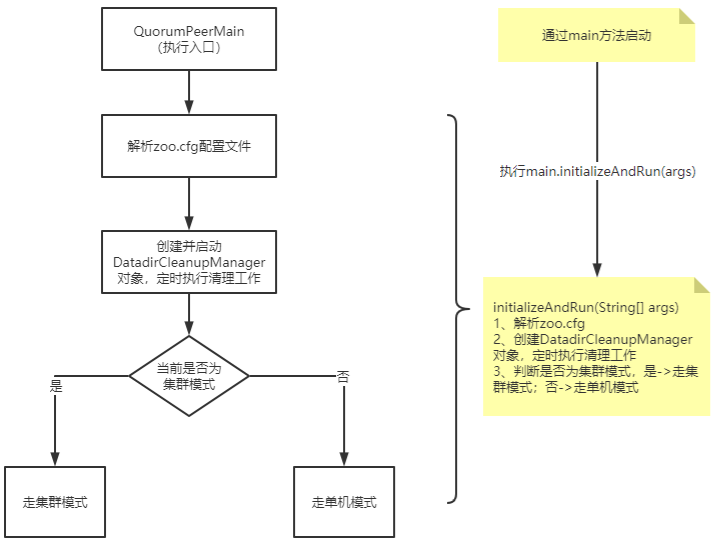 QuorumPeerMain
(执行入口)
解析zoo.cfg配置文件
创建并启动
DatadirCleanupManager
对象，定时执行清理工作
当前是否为
集群模式
是
否
走集群模式
走单机模式
通过main方法启动
执行main.initializeAndRun(args)
initializeAndRun(String[] args)
1、解析zoo.cfg
2、创建DatadirCleanupManager
对象，定时执行清理工作
3、判断是否为集群模式，是->走集
群模式；否->走单机模式